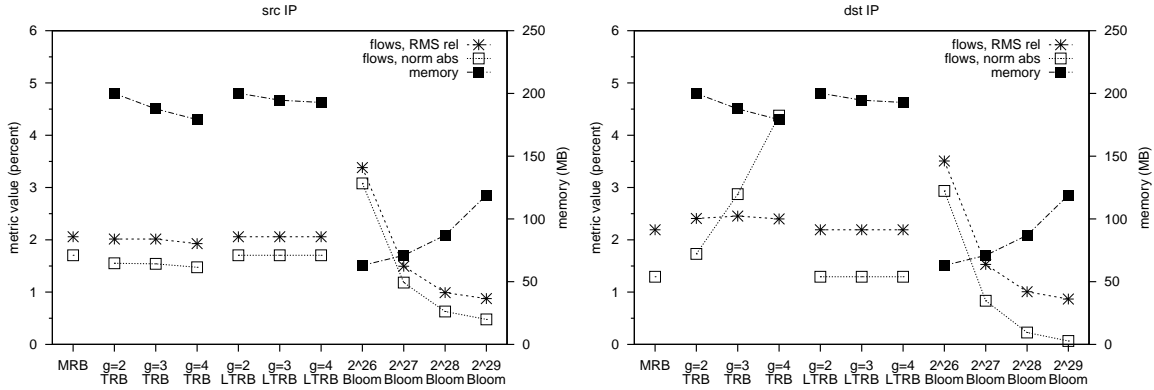 src IP
6
5
4
3
2
1
0
metric value (percent)
250
200
150
100
50
0
memory (MB)
flows, RMS rel
flows, norm abs
memory
MRB g=2 g=3 g=4 g=2 g=3 g=4 2^26 2^27 2^28 2^29
TRB TRB TRB LTRB LTRB LTRB Bloom Bloom Bloom Bloom
dst IP
6
5
4
3
2
1
0
metric value (percent)
250
200
150
100
50
0
memory (MB)
flows, RMS rel
flows, norm abs
memory
MRB g=2 g=3 g=4 g=2 g=3 g=4 2^26 2^27 2^28 2^29
TRB TRB TRB LTRB LTRB LTRB Bloom Bloom Bloom Bloom